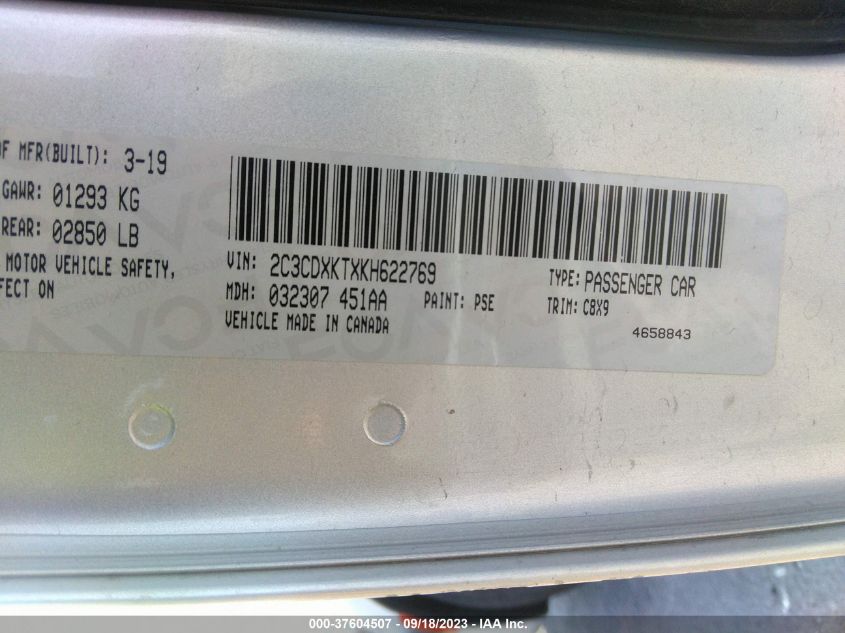 OF MFR(BUILT): 3-19
GAWR: 01293 KG
REAR: 02850 LB
MOTOR VEHICLE SAFETY,
FECT ON
VIN: 2C3CDXKTXKH622769
TYPE: PASSENGER CAR
MDH: 032307 451AA PAINT: PSE TRIM: C8X9
VEHICLE MADE IN CANADA
4658843
000-37604507 - 09/18/2023 - IAA Inc.